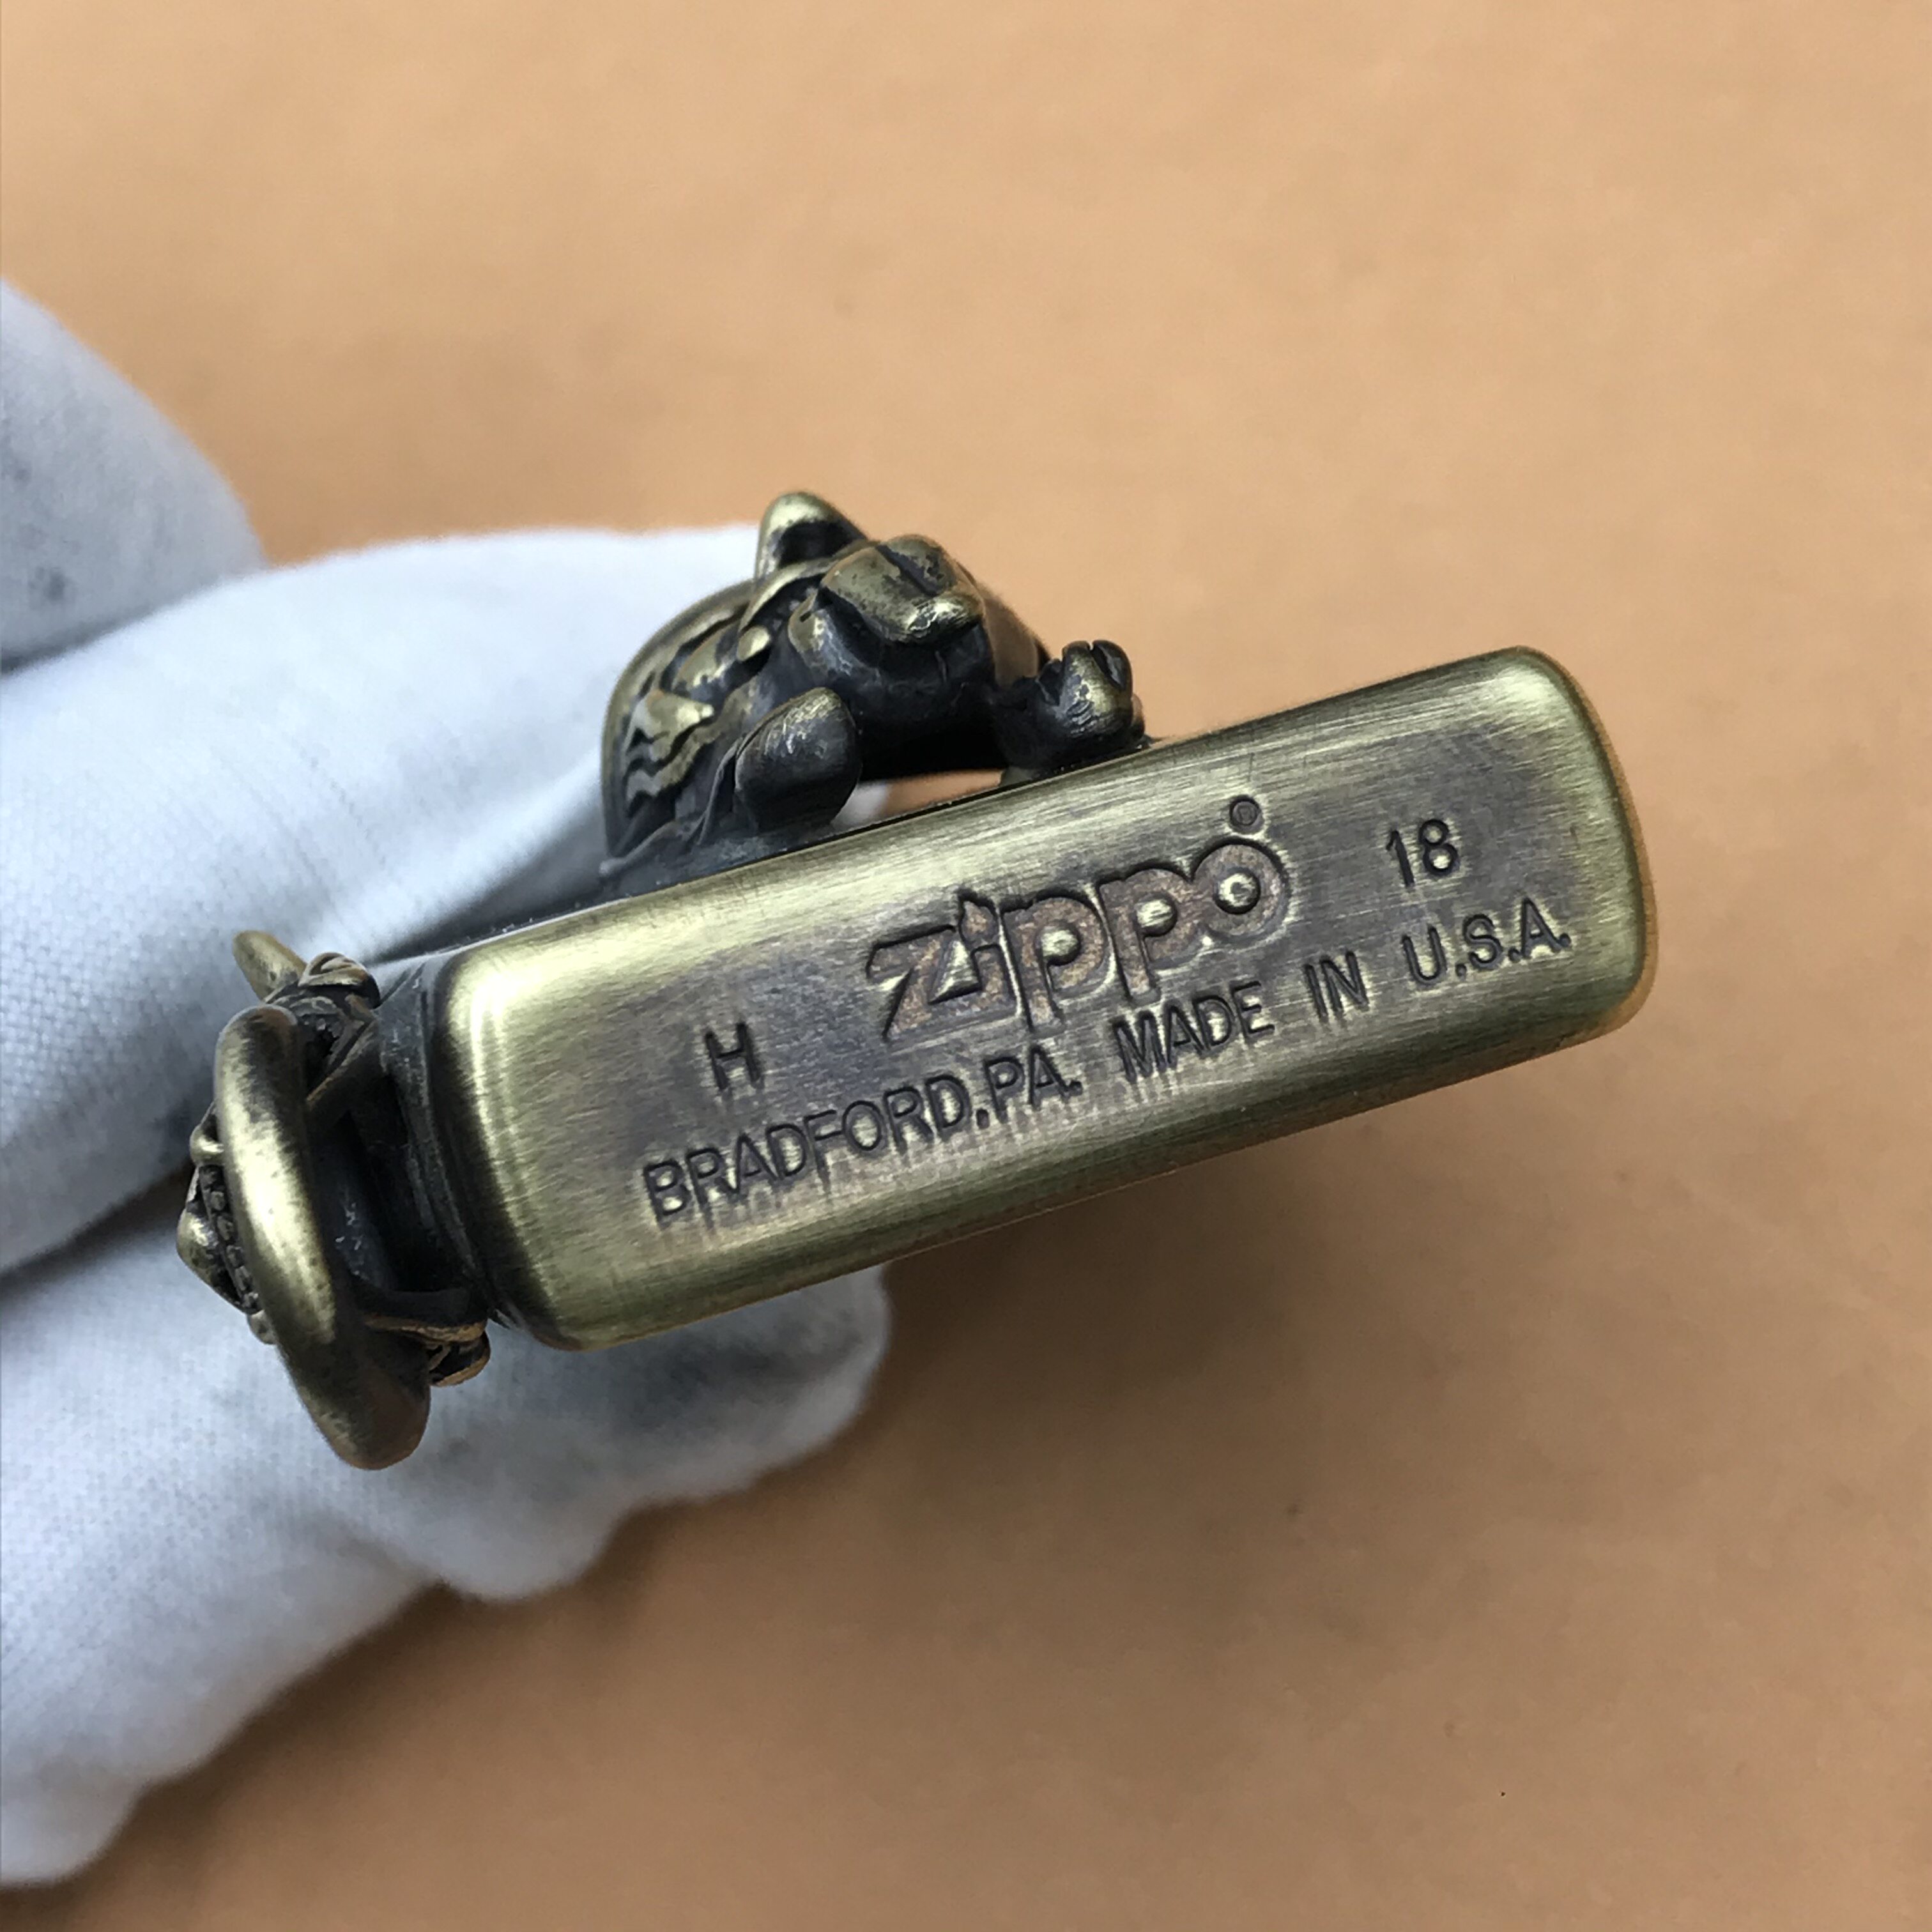 H zippo® 18
BRADFORD.PA. MADE IN U.S.A.